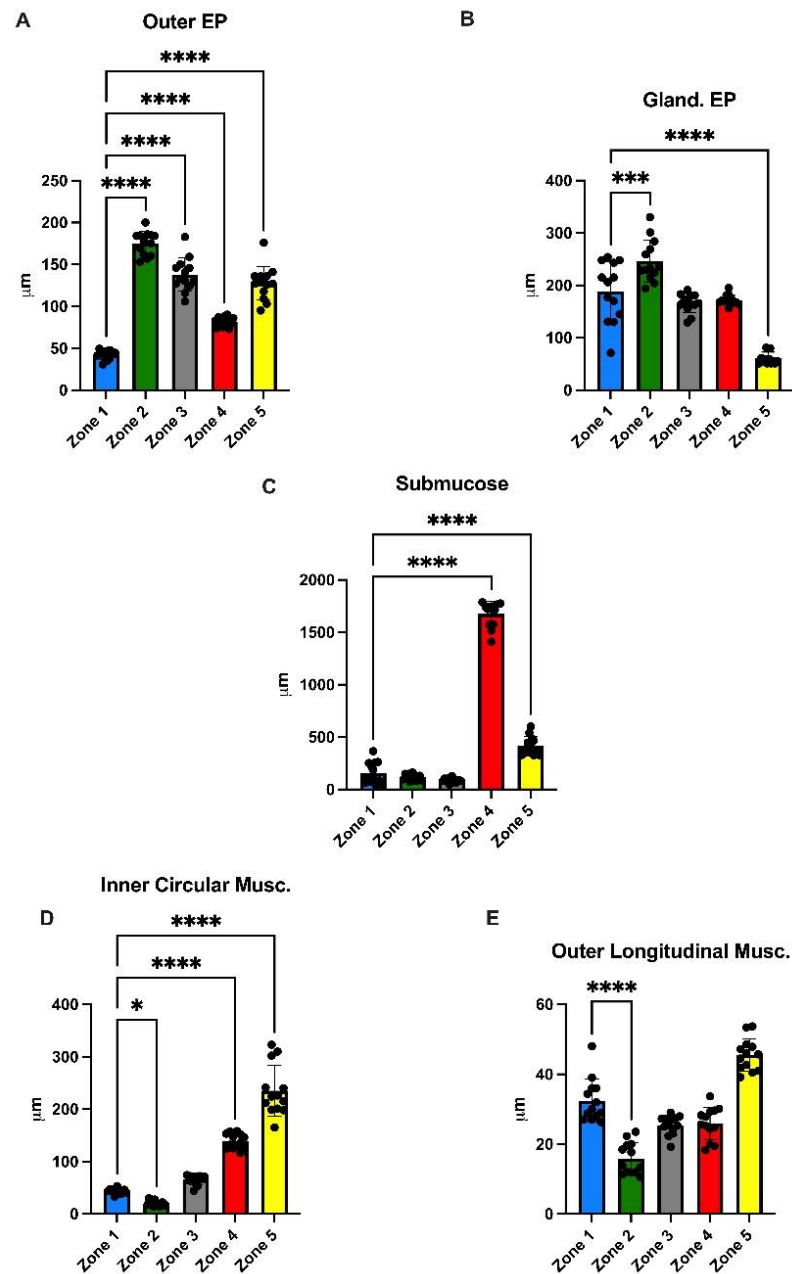 A
Outer EP
****
****
****
****
250
200
150
100
50
0
μm
Zone 1
Zone 2
Zone 3
Zone 4
Zone 5
B
Gland. EP
****
***
400
300
200
100
0
μm
Zone 1
Zone 2
Zone 3
Zone 4
Zone 5
C
Submucose
****
****
2000
1500
1000
500
0
μm
Zone 1
Zone 2
Zone 3
Zone 4
Zone 5
D
Inner Circular Musc.
****
****
*
400
300
200
100
0
μm
Zone 1
Zone 2
Zone 3
Zone 4
Zone 5
E
Outer Longitudinal Musc.
****
60
40
20
0
μm
Zone 1
Zone 2
Zone 3
Zone 4
Zone 5